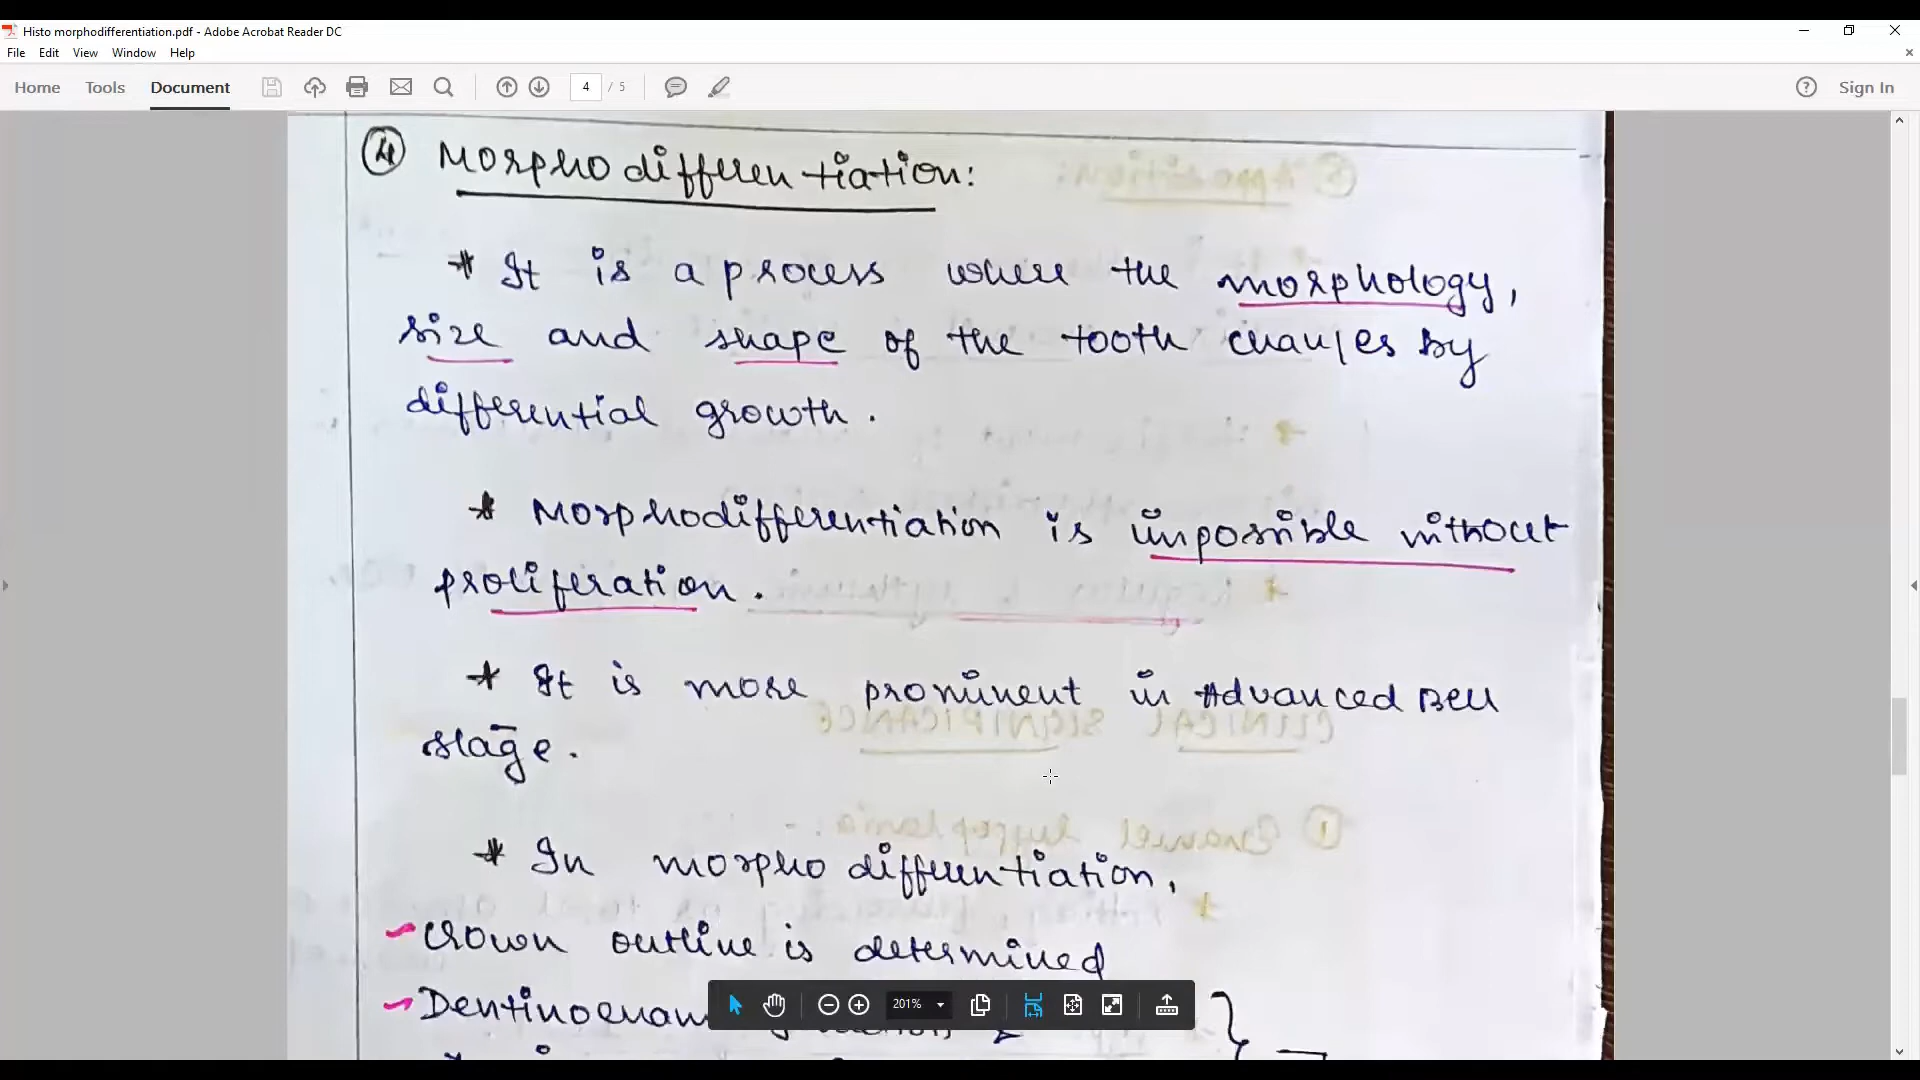 Histo morphodifferentiation.pdf - Adobe Acrobat Reader DC
File Edit View Window Help
Home Tools Document 4 / 5 Sign In
④ Morphodifferentiation:
* It is a process where the morphology,
size and shape of the tooth changes by
differential growth.
* Morphodifferentiation is impossible without
proliferation.
* It is more prominent in Advanced Bell
stage.
* In morpho differentiation,
- Crown outline is determined
201%